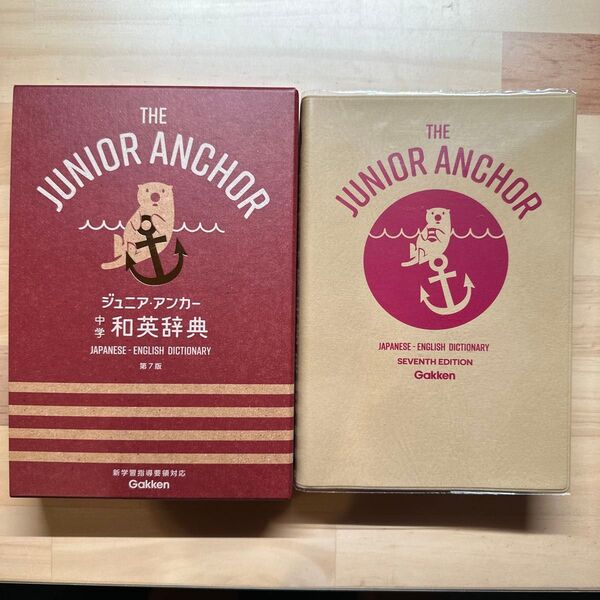 THE
JUNIOR ANCHOR
ジュニア・アンカー
中学 和英辞典
JAPANESE - ENGLISH DICTIONARY
第7版
新学習指導要領対応
Gakken
THE
JUNIOR ANCHOR
JAPANESE - ENGLISH DICTIONARY
SEVENTH EDITION
Gakken